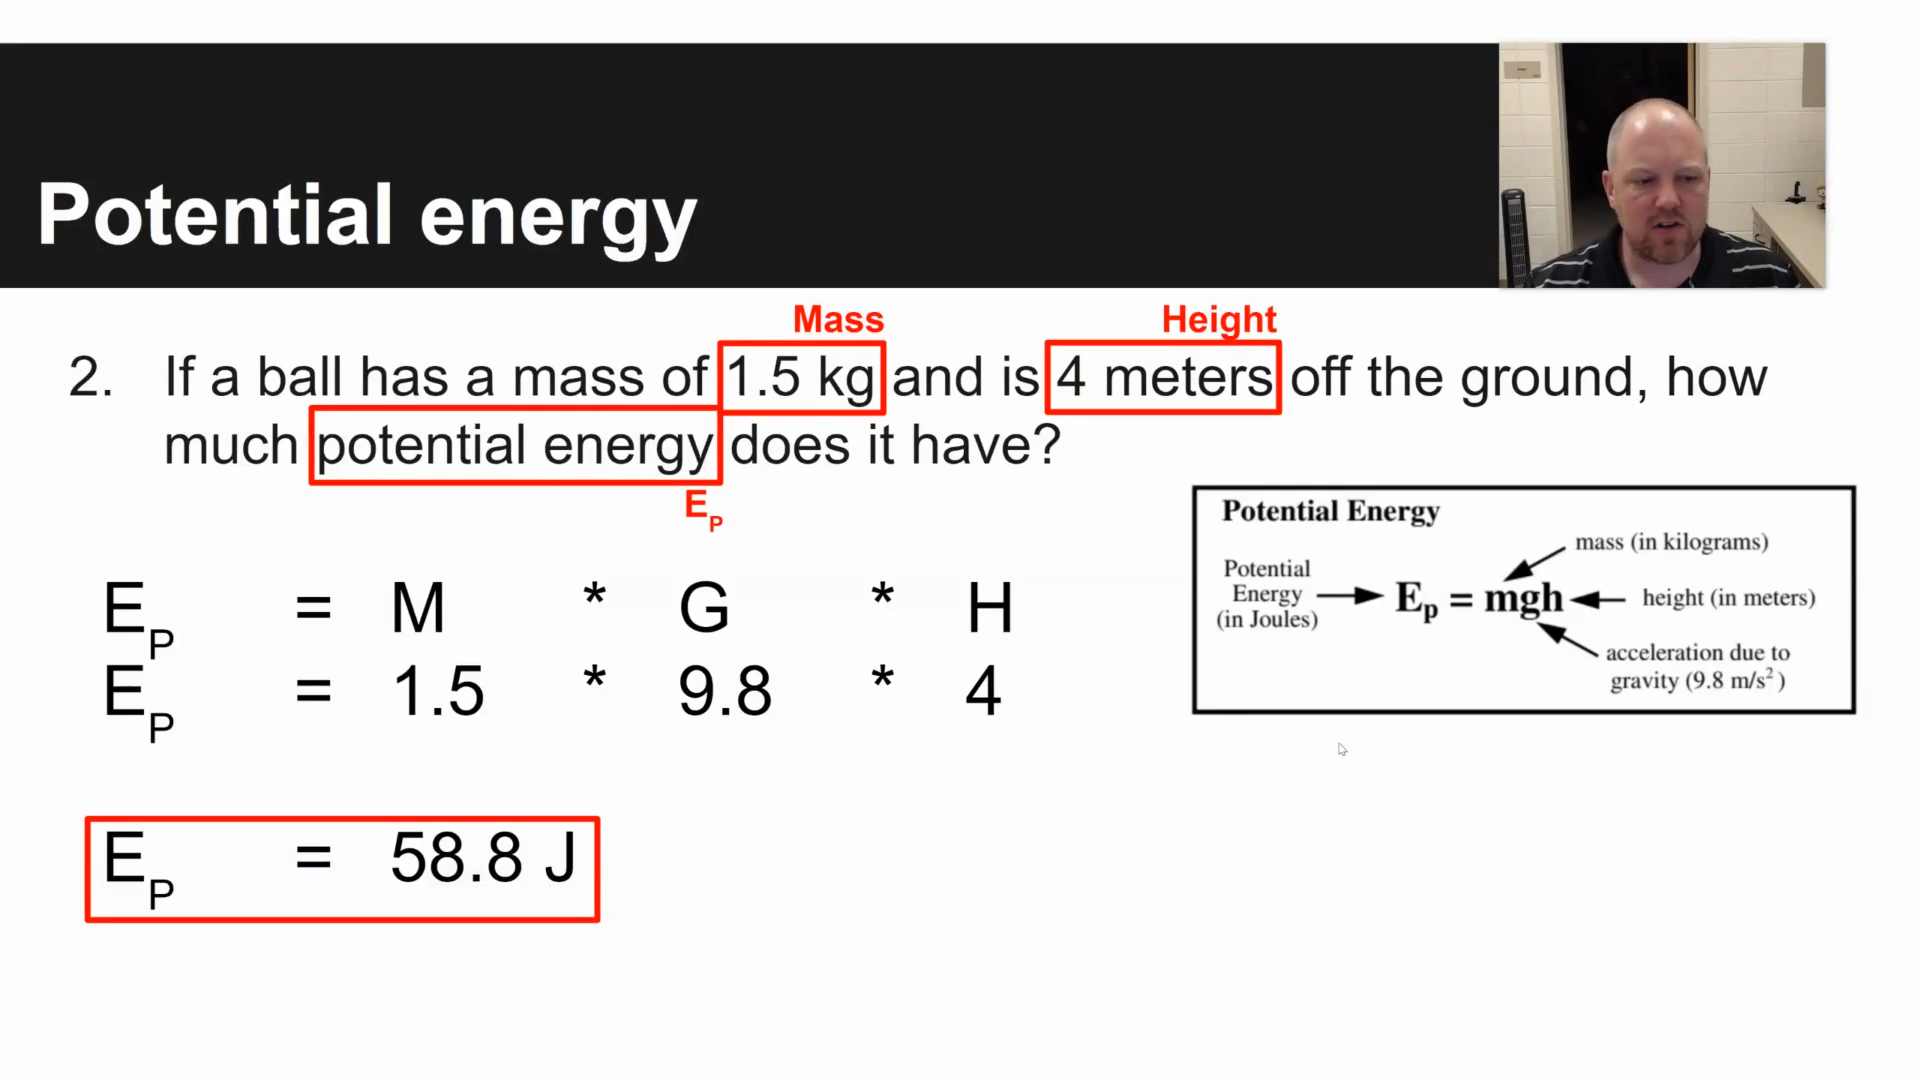 Potential energy
Mass
Height
2. If a ball has a mass of 1.5 kg and is 4 meters off the ground, how
much potential energy does it have?
EP
EP = M * G * H
EP = 1.5 * 9.8 * 4
EP = 58.8 J
Potential Energy
mass (in kilograms)
Potential
Energy
(in Joules)
Ep = mgh
height (in meters)
acceleration due to
gravity (9.8 m/s²)